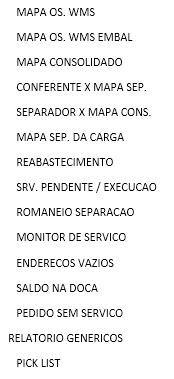 MAPA OS. WMS
MAPA OS. WMS EMBAL
MAPA CONSOLIDADO
CONFERENTE X MAPA SEP.
SEPARADOR X MAPA CONS.
MAPA SEP. DA CARGA
REABASTECIMENTO
SRV. PENDENTE / EXECUCAO
ROMANEIO SEPARACAO
MONITOR DE SERVICO
ENDERECOS VAZIOS
SALDO NA DOCA
PEDIDO SEM SERVICO
RELATORIO GENERICOS
PICK LIST